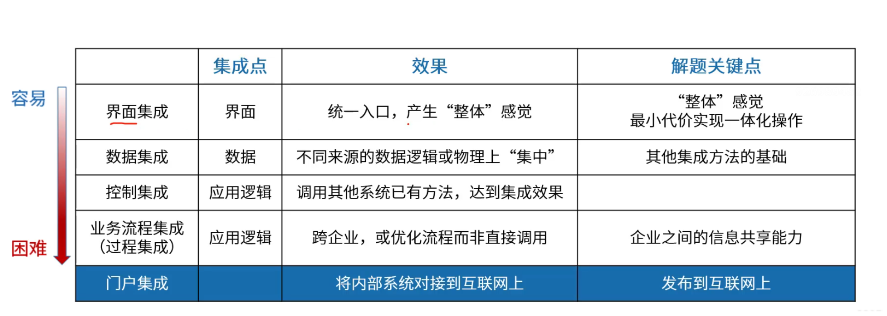 集成点 效果 解题关键点
容易
界面集成 界面 统一入口，产生“整体”感觉 “整体”感觉
最小代价实现一体化操作
数据集成 数据 不同来源的数据逻辑或物理上“集中” 其他集成方法的基础
控制集成 应用逻辑 调用其他系统已有方法，达到集成效果
业务流程集成
（过程集成） 应用逻辑 跨企业，或优化流程而非直接调用 企业之间的信息共享能力
困难
门户集成 将内部系统对接到互联网上 发布到互联网上